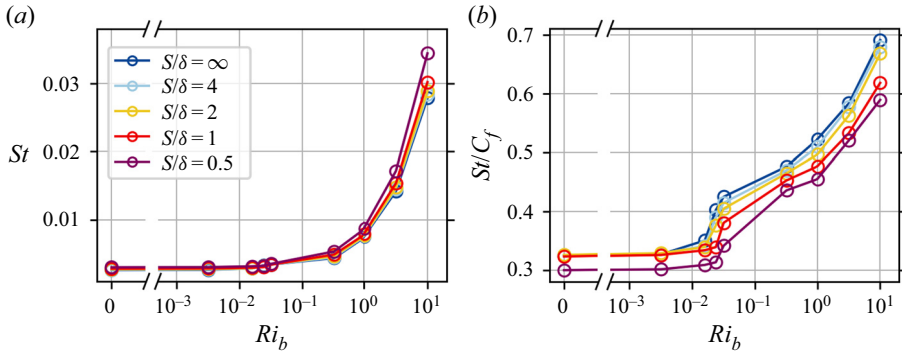 (a)
0.03
0.02
0.01
St
S/δ = ∞
S/δ = 4
S/δ = 2
S/δ = 1
S/δ = 0.5
0 10⁻³ 10⁻² 10⁻¹ 10⁰ 10¹
Ri_b
(b)
0.7
0.6
0.5
0.4
0.3
St/C_f
0 10⁻³ 10⁻² 10⁻¹ 10⁰ 10¹
Ri_b